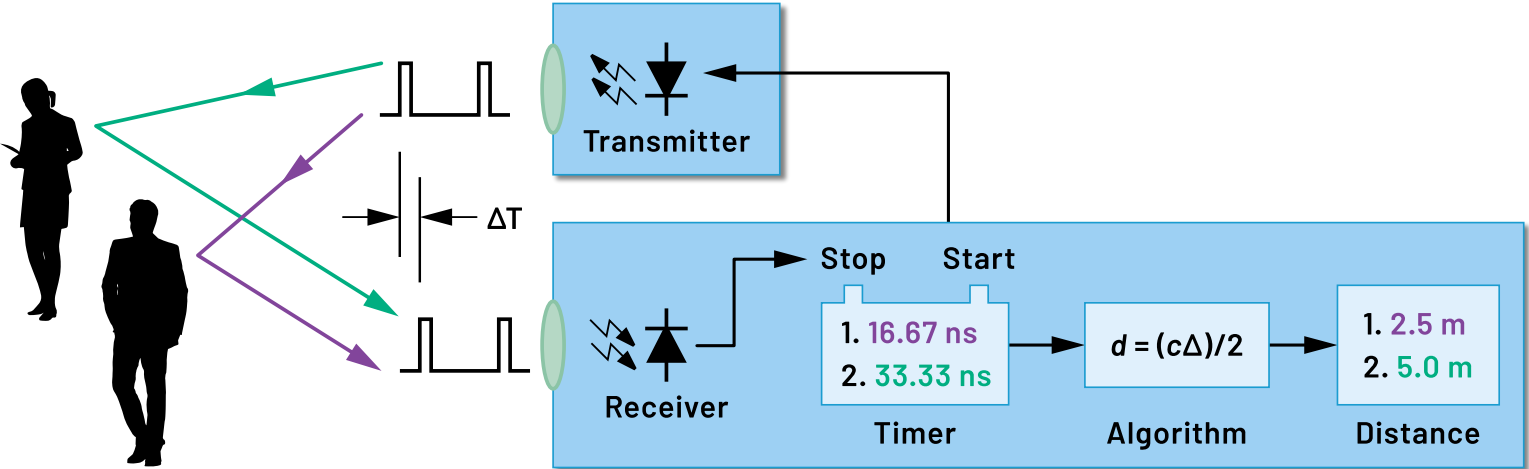 Transmitter
ΔT
Stop
Start
1. 16.67 ns
2. 33.33 ns
d = (cΔ)/2
1. 2.5 m
2. 5.0 m
Receiver
Timer
Algorithm
Distance